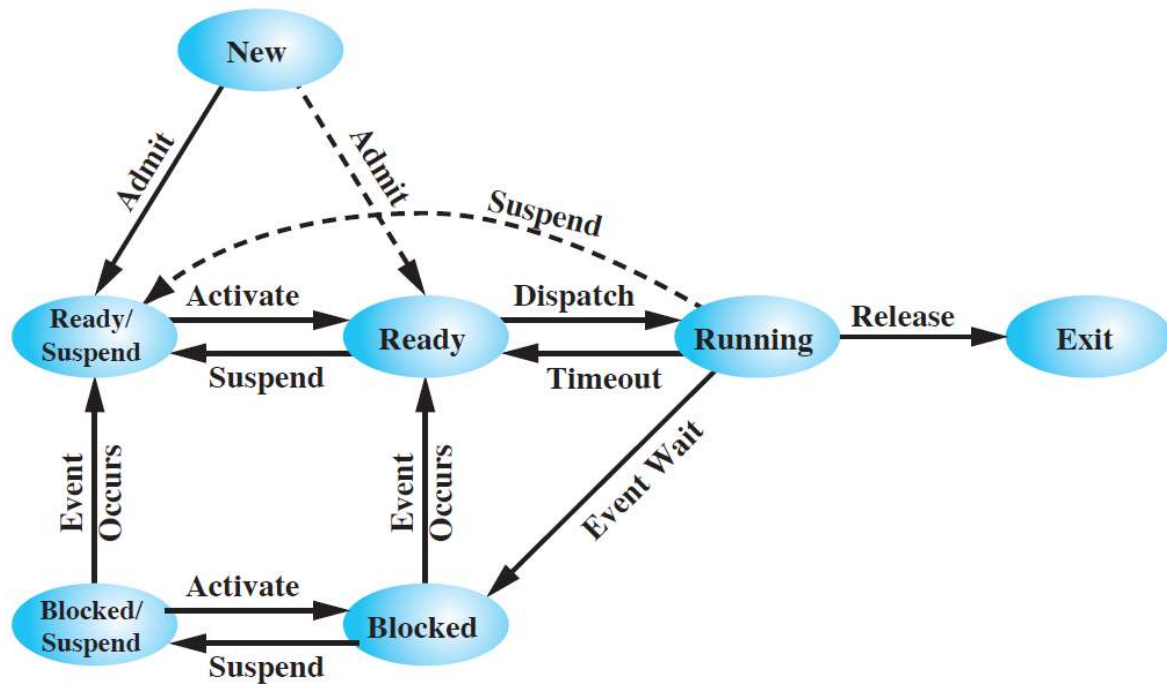 New
Admit
Admit
Suspend
Ready/
Suspend
Activate
Suspend
Ready
Dispatch
Timeout
Running
Release
Exit
Event
Occurs
Event
Occurs
Event Wait
Blocked/
Suspend
Activate
Suspend
Blocked